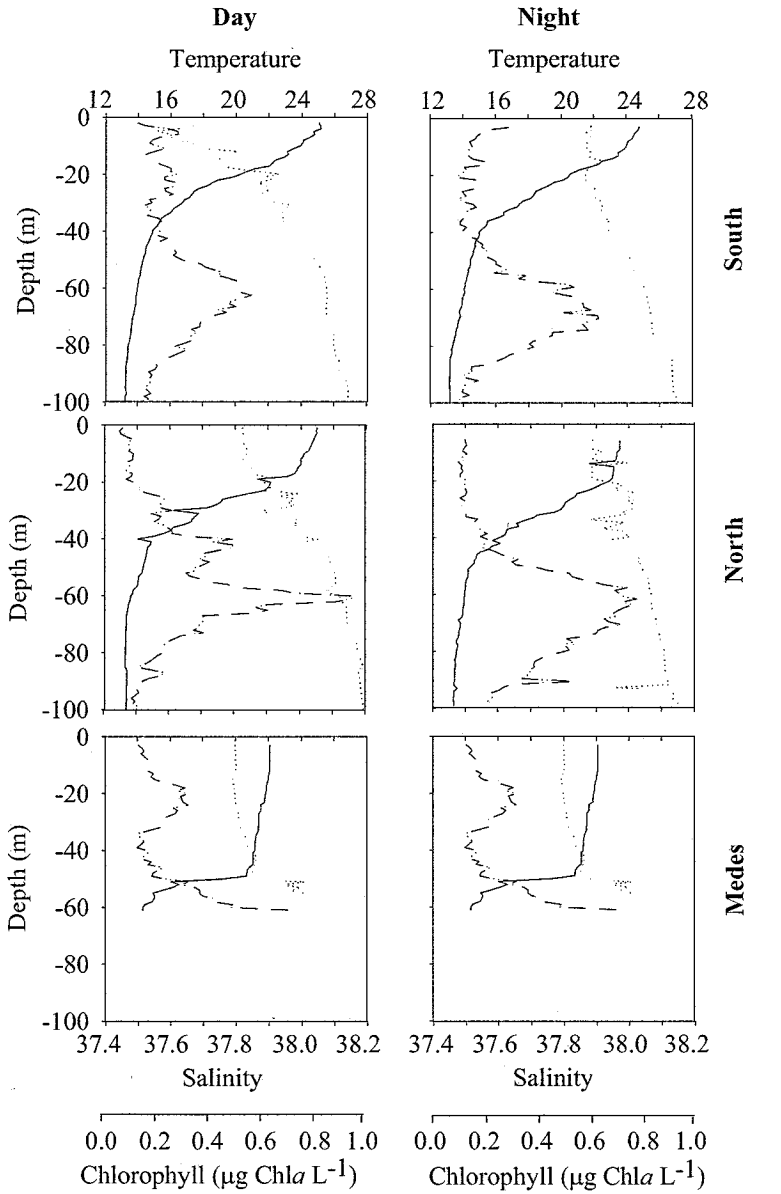 Day Night
Temperature Temperature
12 16 20 24 28 12 16 20 24 28
0
-20
-40
-60
-80
-100
Depth (m)
South
0
-20
-40
-60
-80
-100
Depth (m)
North
0
-20
-40
-60
-80
-100
Depth (m)
Medes
37.4 37.6 37.8 38.0 38.2 37.4 37.6 37.8 38.0 38.2
Salinity Salinity
0.0 0.2 0.4 0.6 0.8 1.0 0.0 0.2 0.4 0.6 0.8 1.0
Chlorophyll (µg Chla L-1) Chlorophyll (µg Chla L-1)